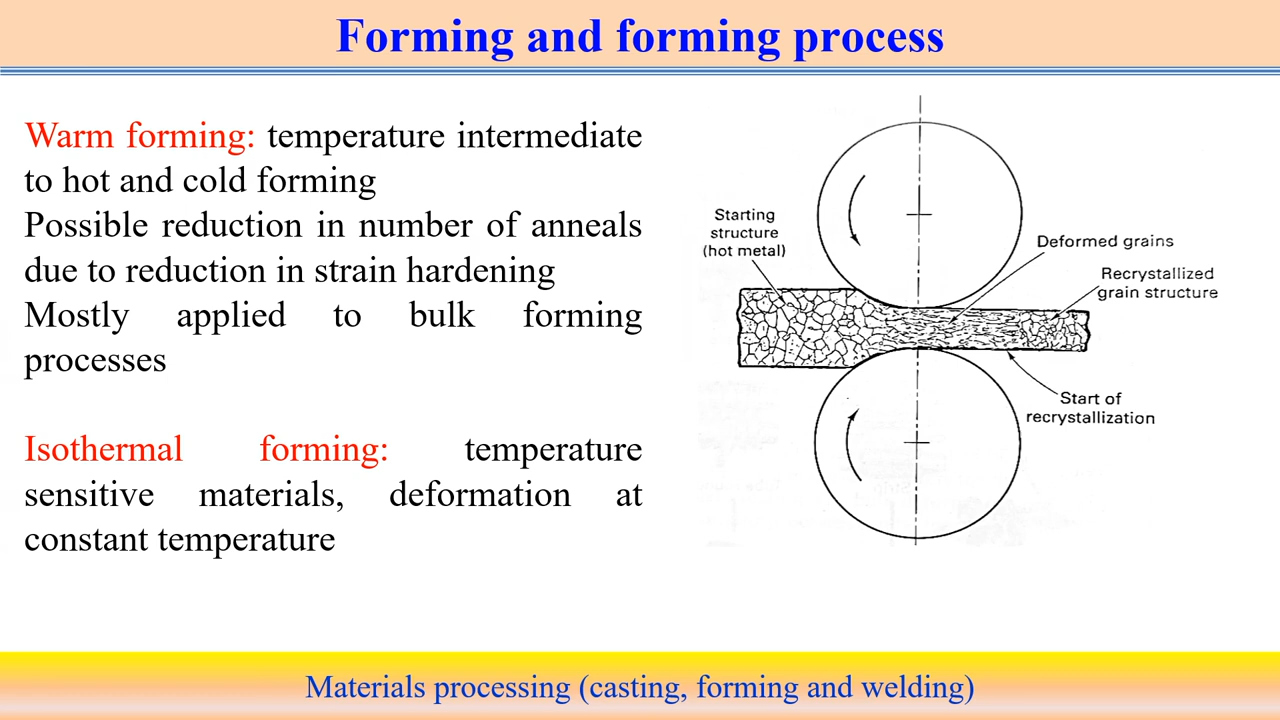 Forming and forming process
Warm forming: temperature intermediate
to hot and cold forming
Possible reduction in number of anneals
due to reduction in strain hardening
Mostly applied to bulk forming
processes
Isothermal forming: temperature
sensitive materials, deformation at
constant temperature
Starting
structure
(hot metal)
Deformed grains
Recrystallized
grain structure
Start of
recrystallization
Materials processing (casting, forming and welding)